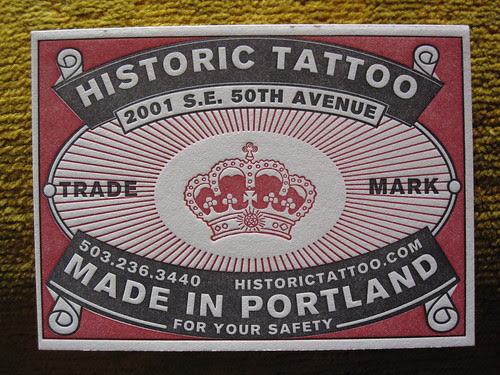 HISTORIC TATTOO
2001 S.E. 50TH AVENUE
TRADE MARK
503.236.3440 HISTORICTATTOO.COM
MADE IN PORTLAND
FOR YOUR SAFETY